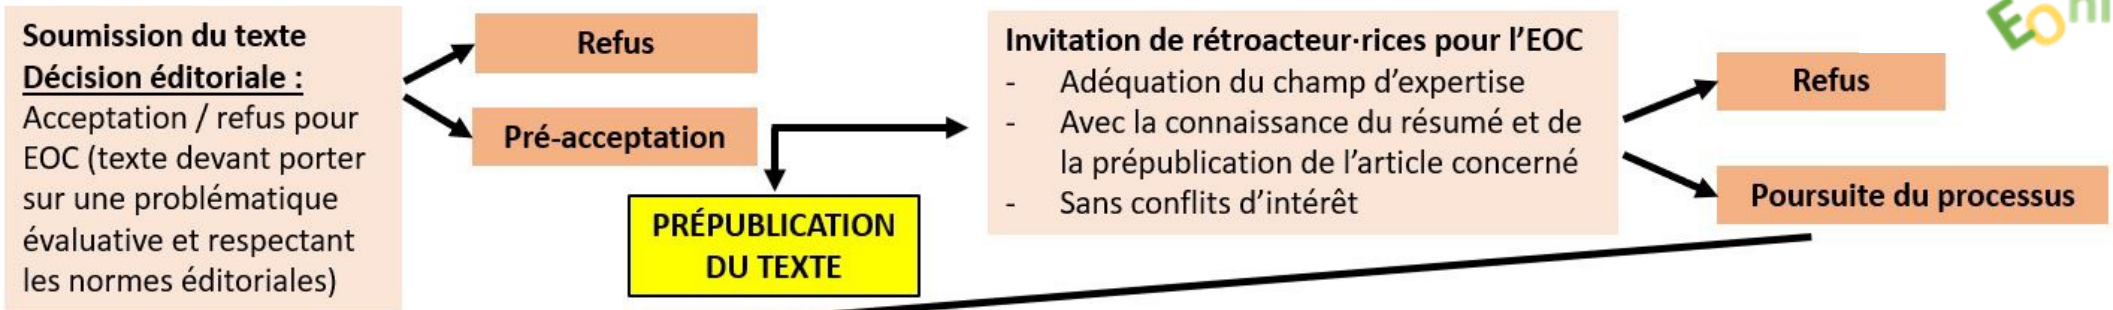 Soumission du texte
Décision éditoriale :
Acceptation / refus pour
EOC (texte devant porter
sur une problématique
évaluative et respectant
les normes éditoriales)
Refus
Pré-acceptation
PRÉPUBLICATION
DU TEXTE
Invitation de rétroacteur·rices pour l’EOC
- Adéquation du champ d’expertise
- Avec la connaissance du résumé et de
la prépublication de l’article concerné
- Sans conflits d’intérêt
Refus
Poursuite du processus